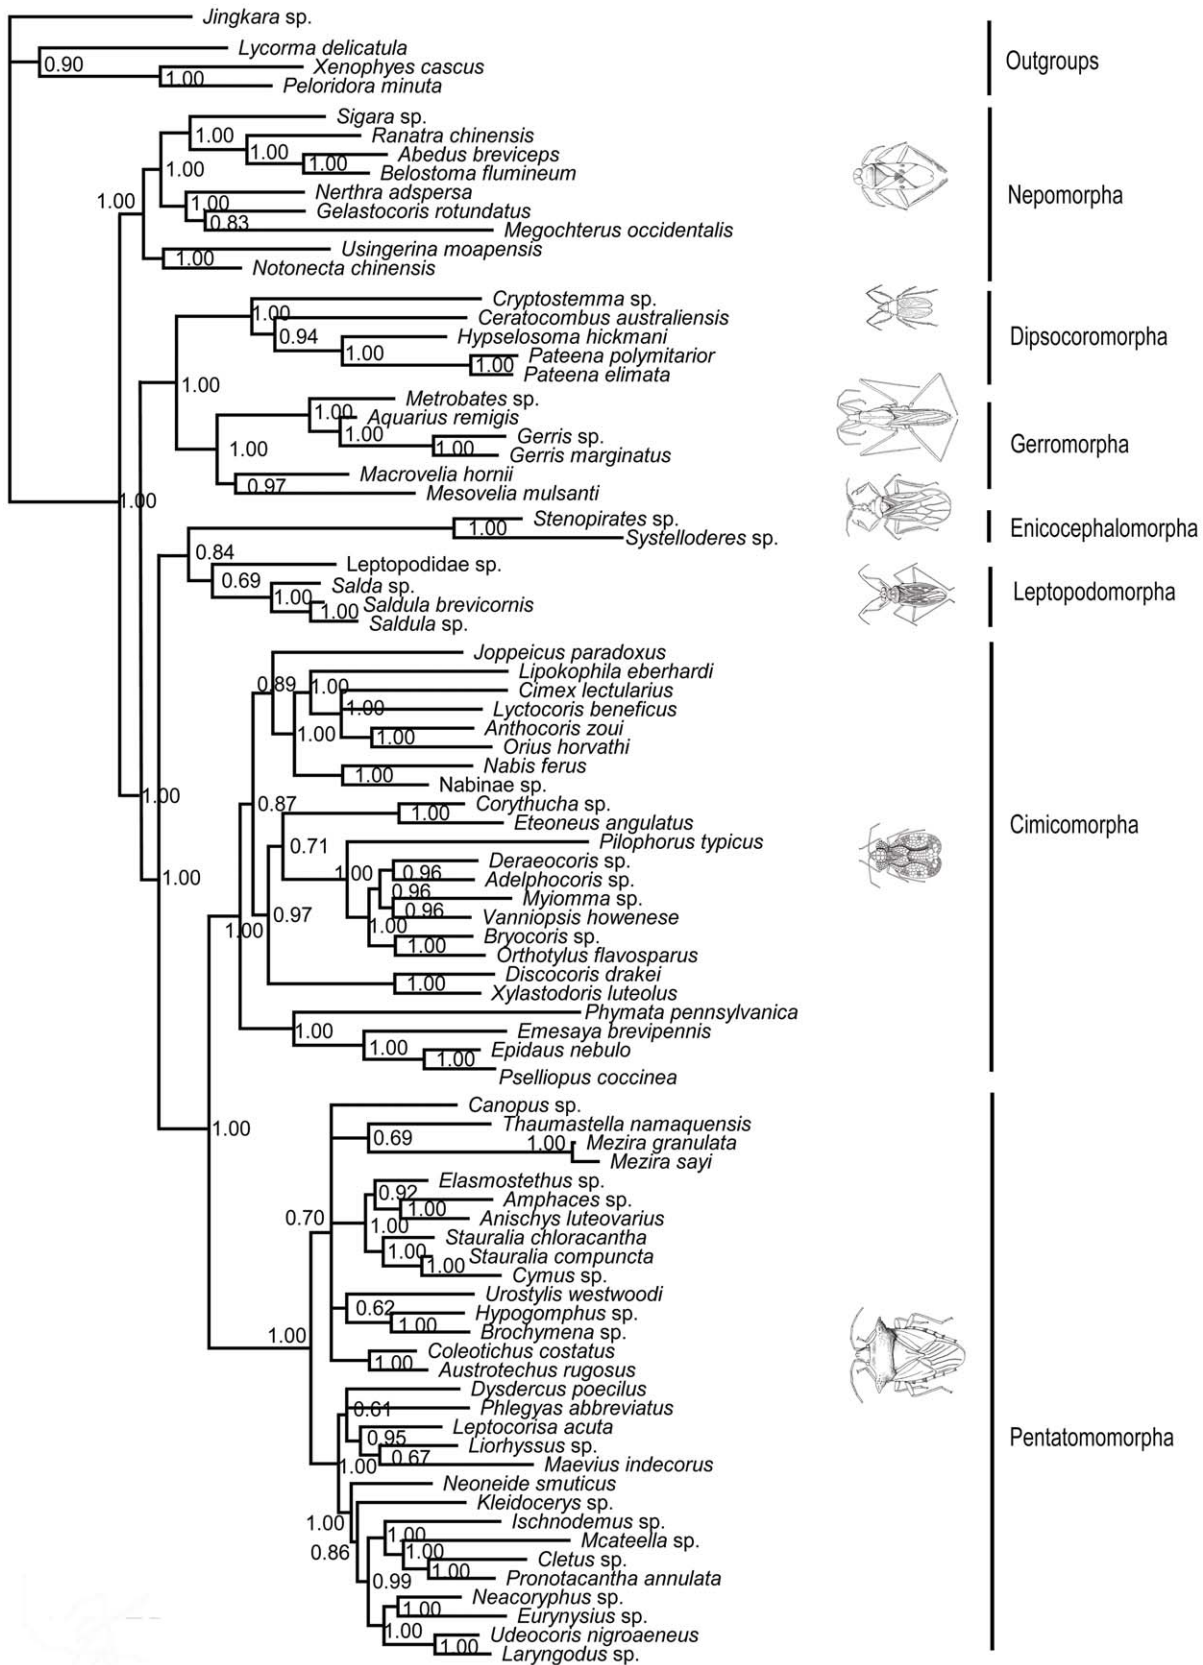 Jingkara sp.
Lycorma delicatula
0.90
Xenophyes cascus
1.00
Peloridora minuta
Outgroups
Sigara sp.
1.00
Ranatra chinensis
1.00
Abedus breviceps
1.00
Belostoma flumineum
1.00
Nerthra adspersa
1.00
1.00
Gelastocoris rotundatus
0.83
Megochterus occidentalis
Usingerina moapensis
1.00
Notonecta chinensis
Nepomorpha
Cryptostemma sp.
1.00
Ceratocombus australiensis
0.94
Hypselosoma hickmani
1.00
Pateena polymitarior
1.00
Pateena elimata
Dipsocoromorpha
1.00
Metrobates sp.
1.00
Aquarius remigis
1.00
Gerris sp.
1.00
Gerris marginatus
1.00
Macrovelia hornii
0.97
Mesovelia mulsanti
Gerromorpha
1.00
Stenopirates sp.
1.00
Systelloderes sp.
Enicocephalomorpha
0.84
Leptopodidae sp.
0.69
Salda sp.
1.00
Saldula brevicornis
1.00
Saldula sp.
Leptopodomorpha
Joppeicus paradoxus
0.89
Lipokophila eberhardi
1.00
Cimex lectularius
1.00
Lyctocoris beneficus
Anthocoris zoui
1.00
1.00
Orius horvathi
Nabis ferus
1.00
Nabinae sp.
1.00
0.87
Corythucha sp.
1.00
Eteoneus angulatus
Cimicomorpha
0.71
Pilophorus typicus
Deraeocoris sp.
1.00
0.96
Adelphocoris sp.
0.96
Myiomma sp.
0.96
Vanniopsis howenese
1.00
0.97
1.00
Bryocoris sp.
1.00
1.00
Orthotylus flavosparus
Discocoris drakei
1.00
Xylastodoris luteolus
Phymata pennsylvanica
1.00
Emesaya brevipennis
1.00
Epidaus nebulo
1.00
Pselliopus coccinea
Canopus sp.
Thaumastella namaquensis
1.00
0.69
1.00
Mezira granulata
Mezira sayi
Elasmostethus sp.
0.92
Amphaces sp.
1.00
Anischys luteovarius
0.70
1.00
Stauralia chloracantha
1.00
Stauralia compuncta
1.00
Cymus sp.
Urostylis westwoodi
0.62
Hypogomphus sp.
1.00
Brochymena sp.
1.00
Coleotichus costatus
1.00
Austrotechus rugosus
Dysdercus poecilus
0.61
Phlegyas abbreviatus
Leptocorisa acuta
0.95
Liorhyssus sp.
0.67
Maevius indecorus
1.00
Pentatomomorpha
Neoneide smuticus
Kleidocerys sp.
1.00
Ischnodemus sp.
1.00
Mcateella sp.
0.86
1.00
Cletus sp.
1.00
Pronotacantha annulata
0.99
Neacoryphus sp.
1.00
Eurynysius sp.
1.00
Udeocoris nigroaeneus
1.00
Laryngodus sp.